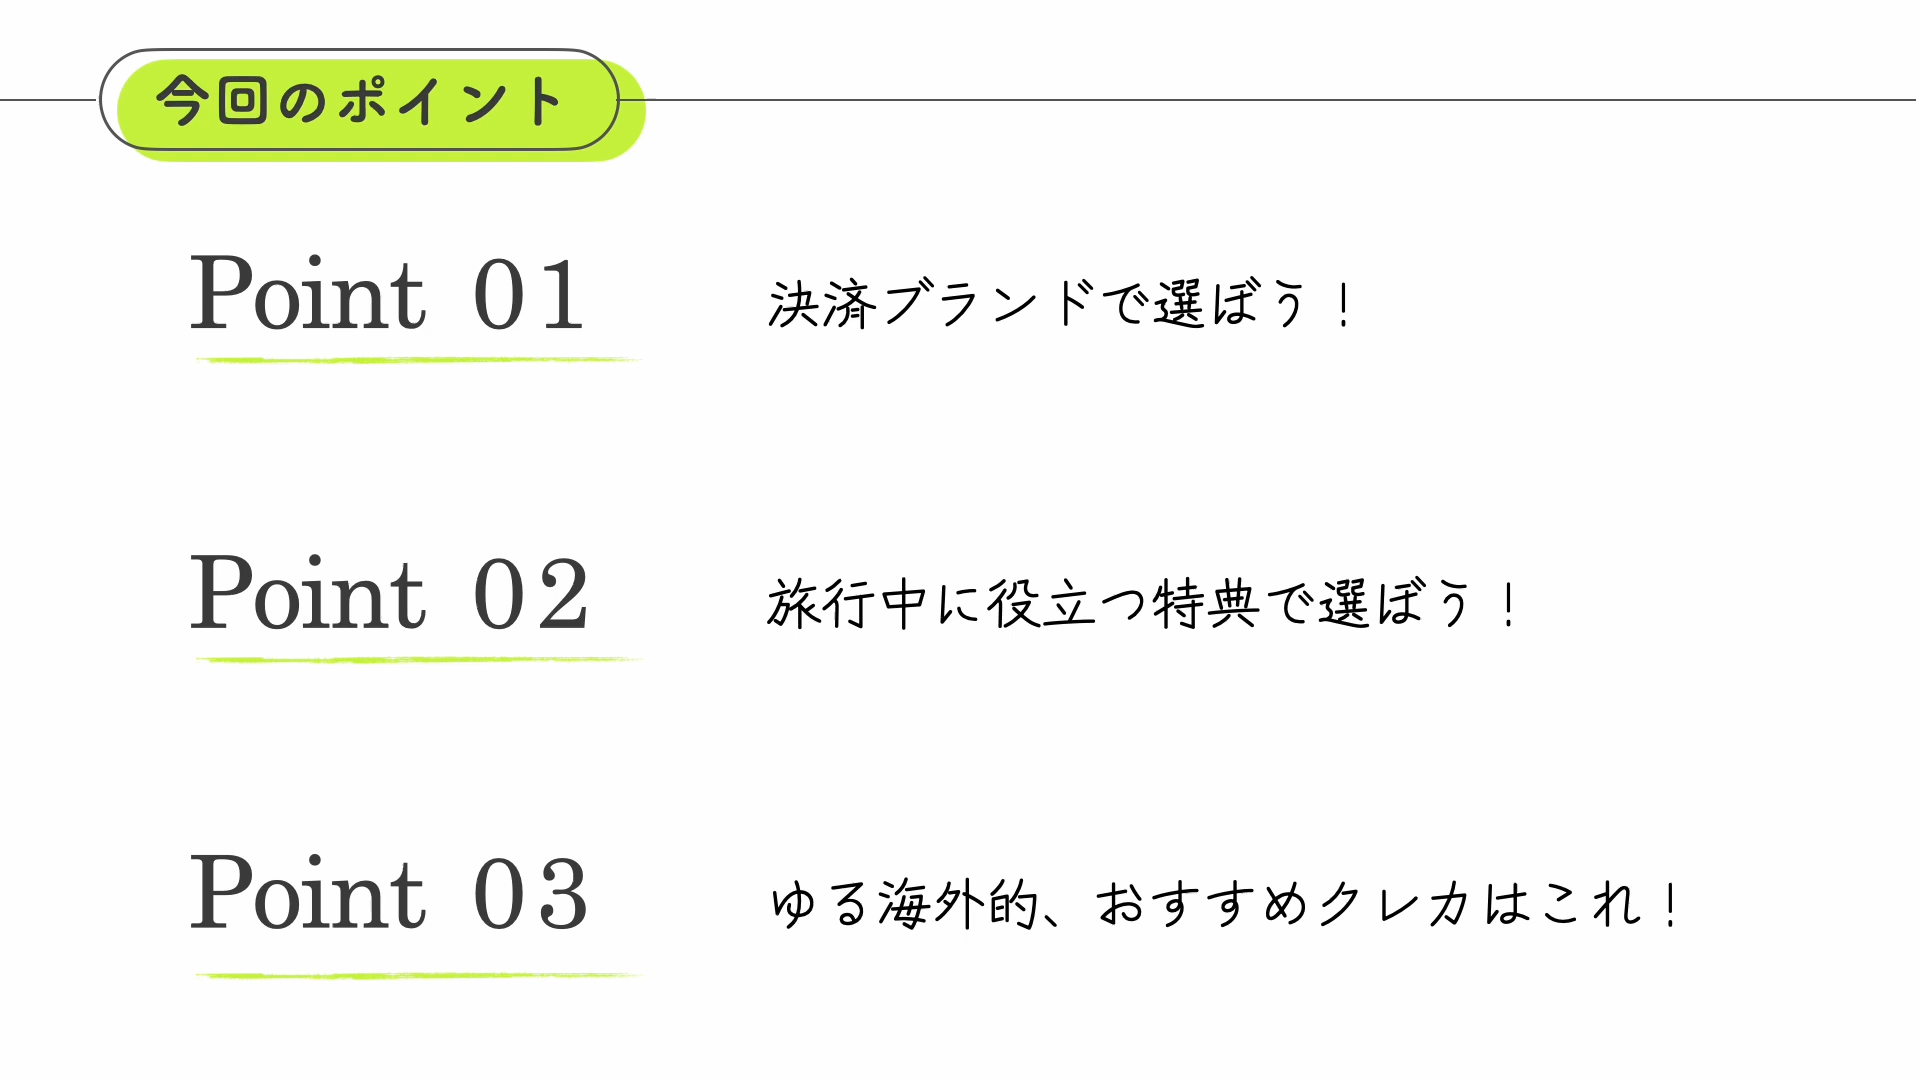 今回のポイント
Point 01
決済ブランドで選ぼう！
Point 02
旅行中に役立つ特典で選ぼう！
Point 03
ゆる海外的、おすすめクレカはこれ！